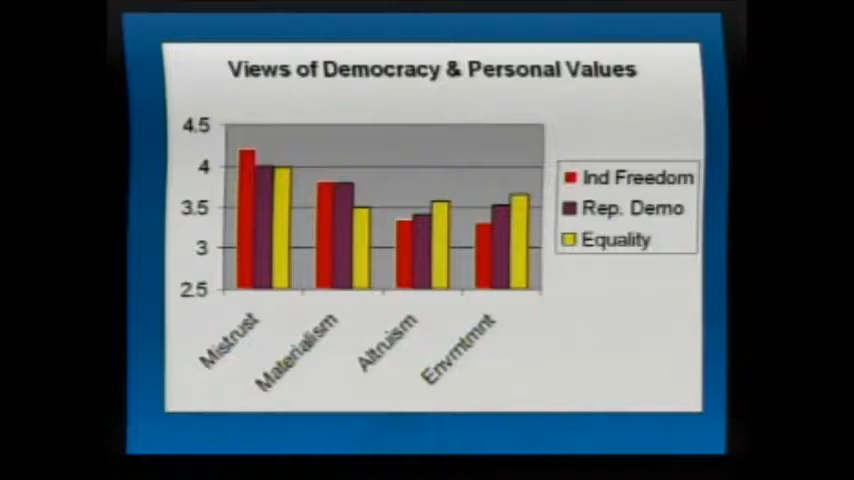 Views of Democracy & Personal Values
4.5
4
3.5
3
2.5
Mistrust
Materialism
Altruism
Envmtmnt
Ind Freedom
Rep. Demo
Equality